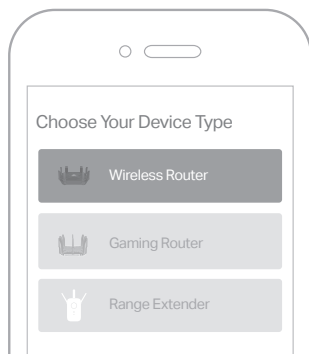 Choose Your Device Type
Wireless Router
Gaming Router
Range Extender